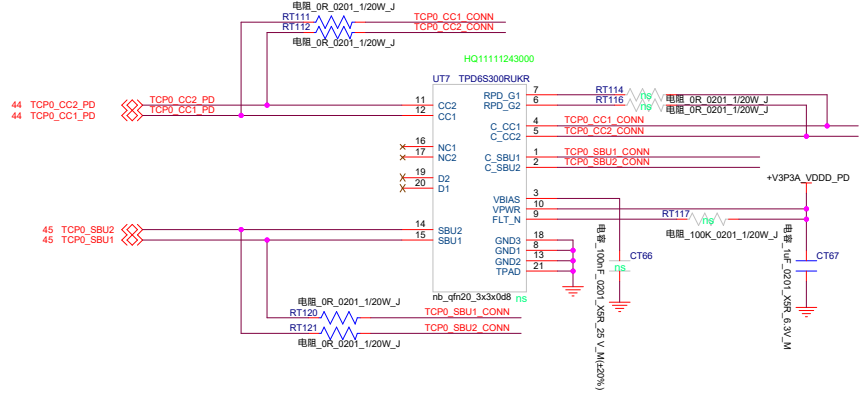 电阻_0R_0201_1/20W_J
RT111
TCP0_CC1_CONN
RT112
TCP0_CC2_CONN
电阻_0R_0201_1/20W_J
HQ11111243000
UT7 TPD6S300RUKR
44 TCP0_CC2_PD
TCP0_CC2_PD
11 CC2
44 TCP0_CC1_PD
TCP0_CC1_PD
12 CC1
16 NC1
17 NC2
19 D2
20 D1
45 TCP0_SBU2
14 SBU2
45 TCP0_SBU1
15 SBU1
RPD_G1 7
RT114 ns
RPD_G2 6
RT116 ns
电阻_0R_0201_1/20W_J
电阻_0R_0201_1/20W_J
C_CC1 4 TCP0_CC1_CONN
C_CC2 5 TCP0_CC2_CONN
C_SBU1 1 TCP0_SBU1_CONN
C_SBU2 2 TCP0_SBU2_CONN
+V3P3A_VDDD_PD
VBIAS 3
VPWR 10
FLT_N 9
RT117 ns
电阻_100K_0201_1/20W_J
GND3 18
GND1 8
GND2 13
TPAD 21
nb_qfn20_3x3x0d8 ns
CT66
ns
电容_100nF_0201_X5R_25 V_M(±20%)
CT67
电容_1uF_0201_X5R_6.3V_M
电阻_0R_0201_1/20W_J
RT120
TCP0_SBU1_CONN
RT121
TCP0_SBU2_CONN
电阻_0R_0201_1/20W_J